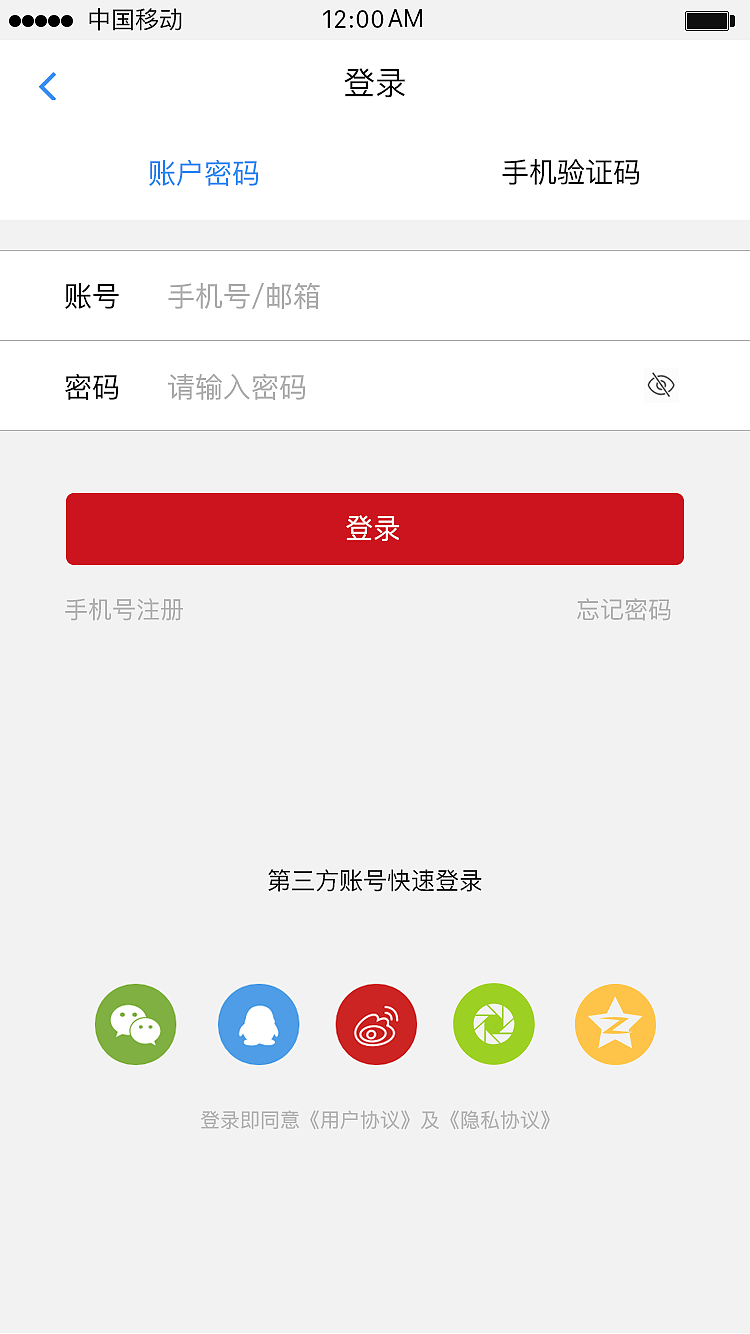 中国移动 12:00 AM
登录
账户密码 手机验证码
账号 手机号/邮箱
密码 请输入密码
登录
手机号注册 忘记密码
第三方账号快速登录
登录即同意《用户协议》及《隐私协议》